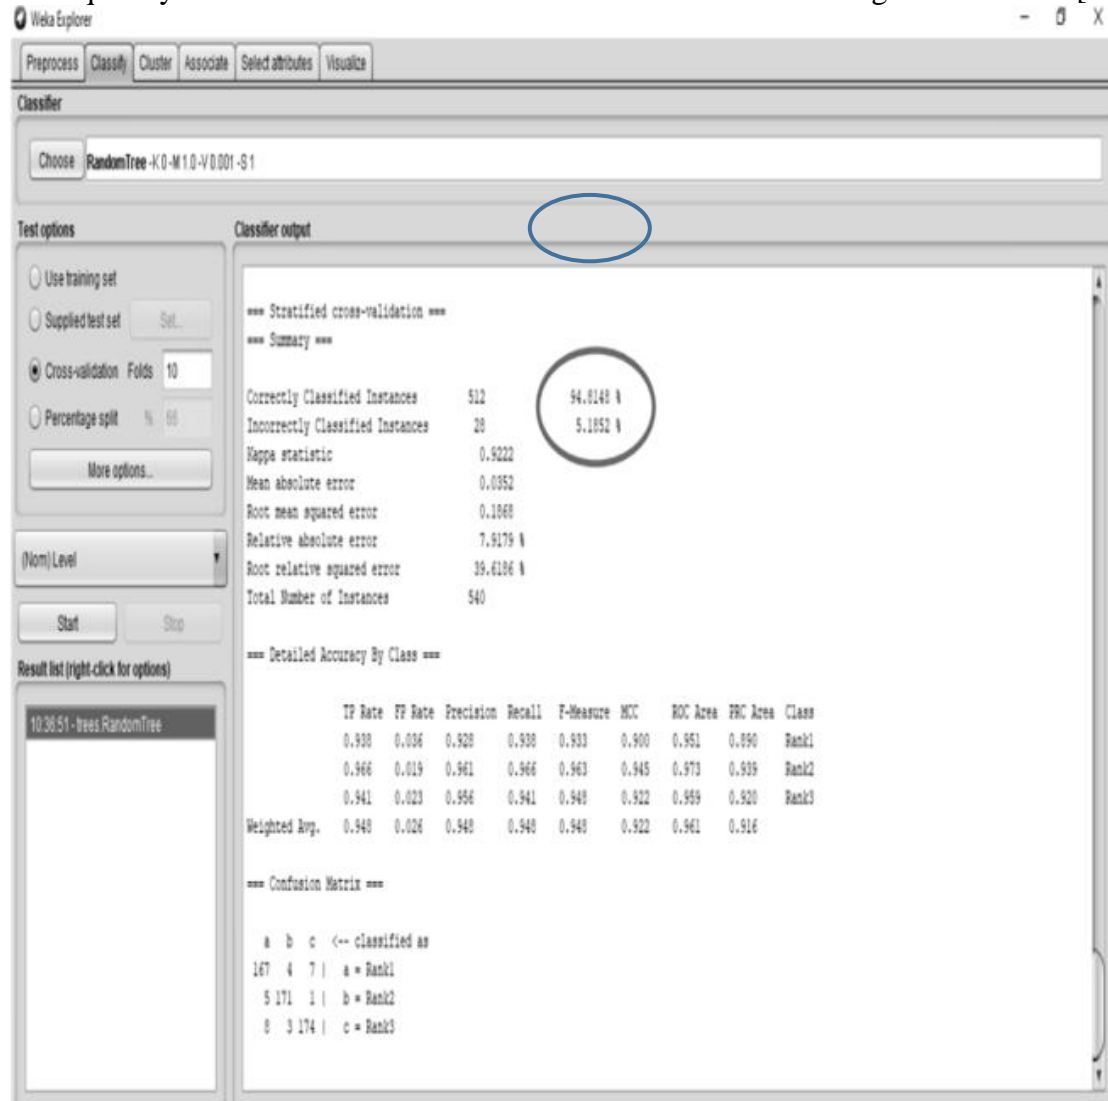 Weka Explorer
Preprocess Classify Cluster Associate Select attributes Visualize
Classifier
Choose RandomTree -K 0 -M 1.0 -V 0.001 -S 1
Test options
Classifier output
Use training set
Supplied test set Set...
Cross-validation Folds 10
Percentage split % 66
More options...
(Nom) Level
Start Stop
Result list (right-click for options)
10:36:51 - trees.RandomTree
=== Stratified cross-validation ===
=== Summary ===
Correctly Classified Instances 512 94.8148 %
Incorrectly Classified Instances 28 5.1852 %
Kappa statistic 0.9222
Mean absolute error 0.0352
Root mean squared error 0.1868
Relative absolute error 7.9179 %
Root relative squared error 39.6186 %
Total Number of Instances 540
=== Detailed Accuracy By Class ===
TP Rate FP Rate Precision Recall F-Measure MCC ROC Area PRC Area Class
0.938 0.036 0.928 0.938 0.933 0.900 0.951 0.890 Rank1
0.966 0.019 0.961 0.966 0.963 0.945 0.973 0.939 Rank2
0.941 0.023 0.956 0.941 0.948 0.922 0.959 0.920 Rank3
Weighted Avg. 0.948 0.026 0.948 0.948 0.948 0.922 0.961 0.916
=== Confusion Matrix ===
a b c <-- classified as
167 4 7 | a = Rank1
5 171 1 | b = Rank2
8 3 174 | c = Rank3